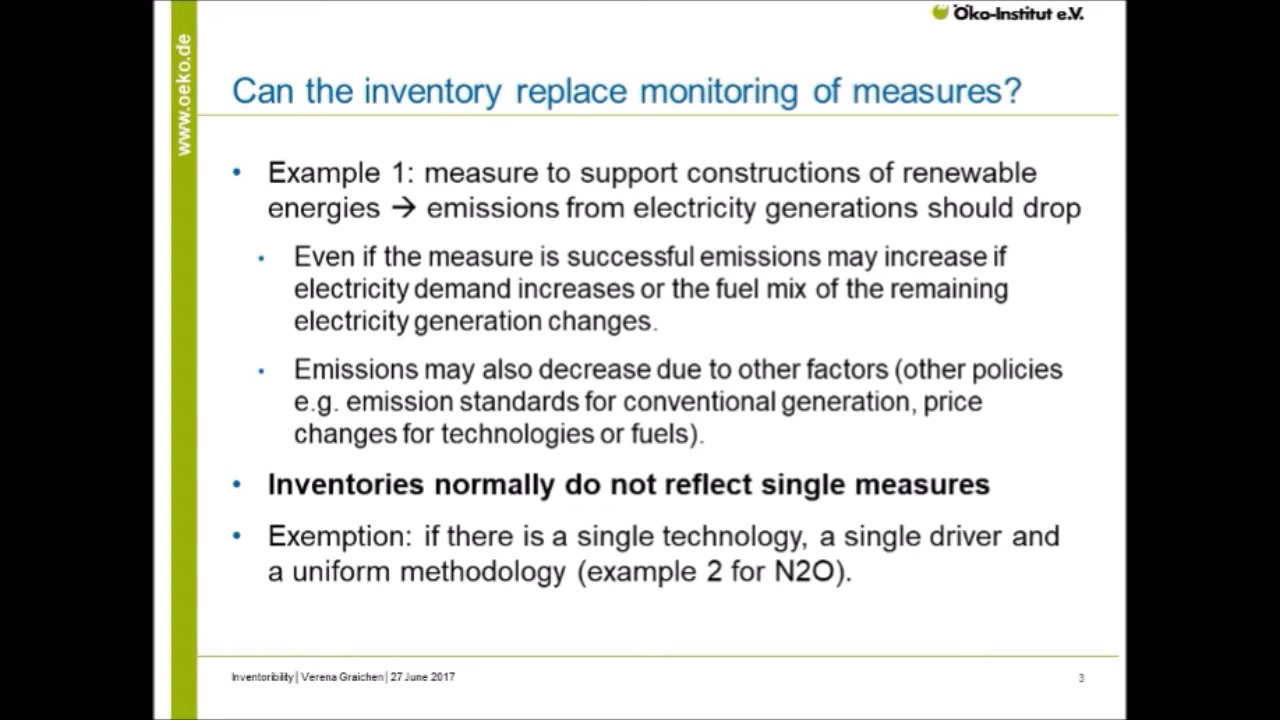 Öko-Institut e.V.
www.oeko.de
Can the inventory replace monitoring of measures?
• Example 1: measure to support constructions of renewable
energies → emissions from electricity generations should drop
• Even if the measure is successful emissions may increase if
electricity demand increases or the fuel mix of the remaining
electricity generation changes.
• Emissions may also decrease due to other factors (other policies
e.g. emission standards for conventional generation, price
changes for technologies or fuels).
• Inventories normally do not reflect single measures
• Exemption: if there is a single technology, a single driver and
a uniform methodology (example 2 for N2O).
Inventoribility | Verena Graichen | 27 June 2017
3